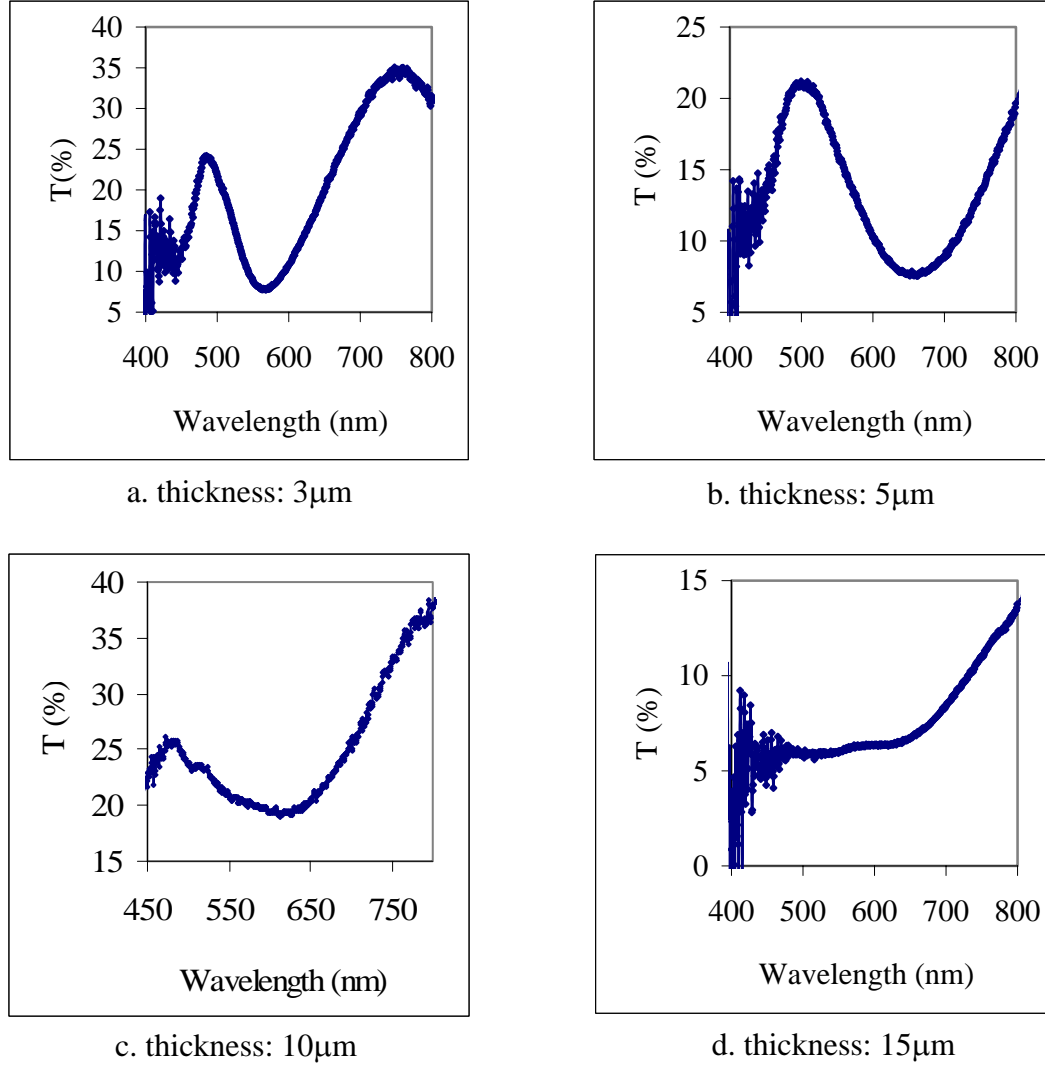 40
35
30
25
20
15
10
5
T(%)
400 500 600 700 800
Wavelength (nm)
a. thickness: 3μm
25
20
15
10
5
T (%)
400 500 600 700 800
Wavelength (nm)
b. thickness: 5μm
40
35
30
25
20
15
T (%)
450 550 650 750
Wavelength (nm)
c. thickness: 10μm
15
10
5
0
T (%)
400 500 600 700 800
Wavelength (nm)
d. thickness: 15μm